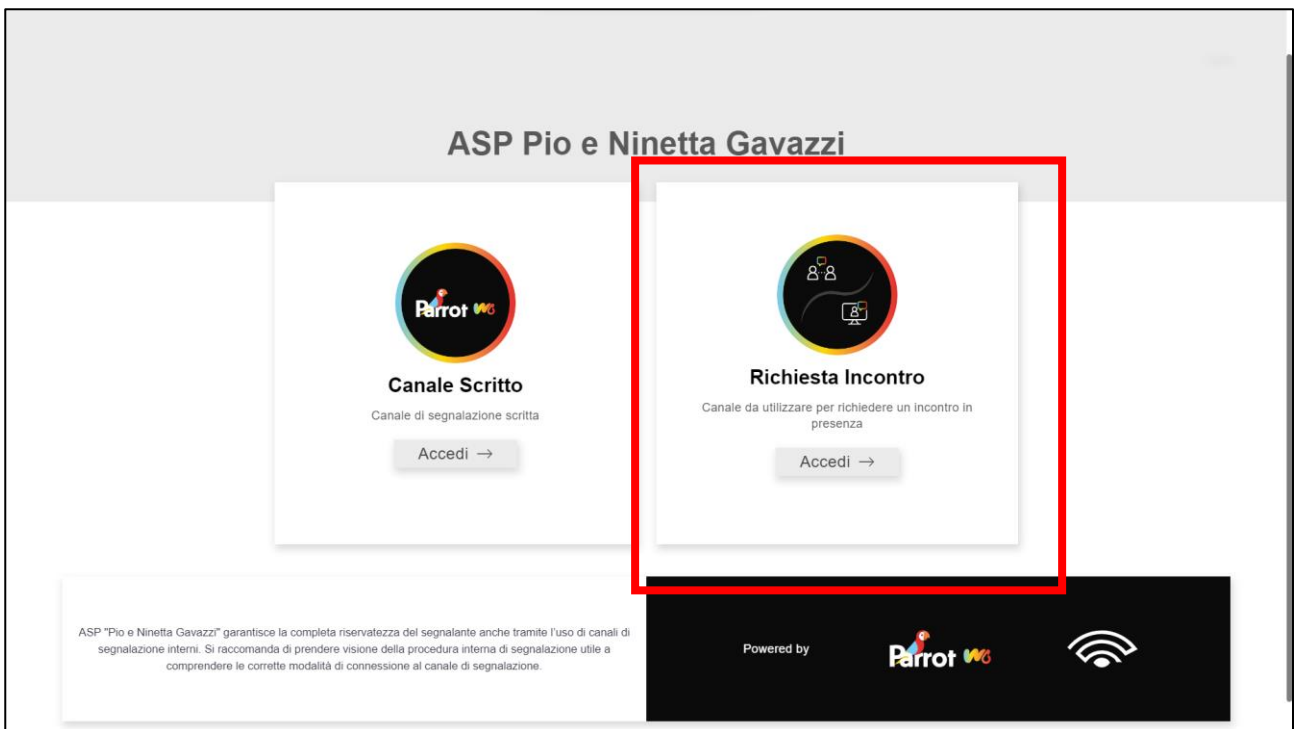 ASP Pio e Ninetta Gavazzi
Parrot
Canale Scritto
Canale di segnalazione scritta
Accedi →
Richiesta Incontro
Canale da utilizzare per richiedere un incontro in
presenza
Accedi →
ASP "Pio e Ninetta Gavazzi" garantisce la completa riservatezza del segnalante anche tramite l'uso di canali di
segnalazione interni. Si raccomanda di prendere visione della procedura interna di segnalazione utile a
comprendere le corrette modalità di connessione al canale di segnalazione.
Powered by
Parrot